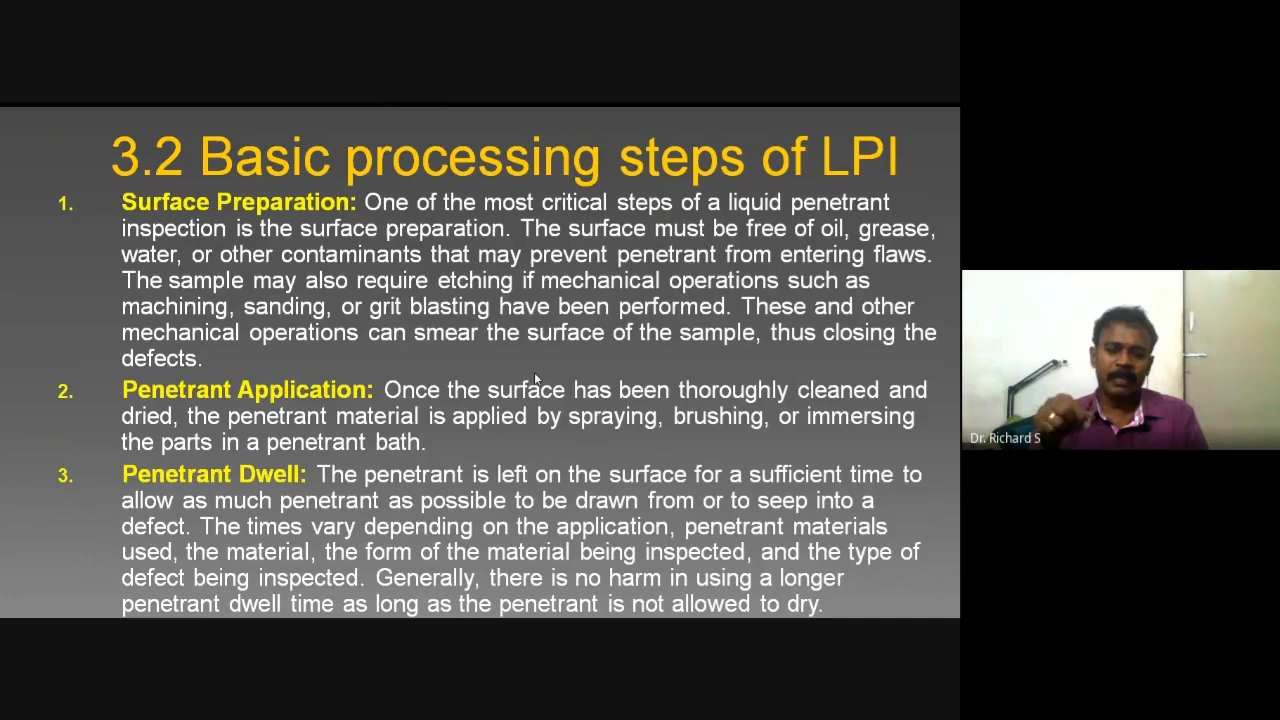 3.2 Basic processing steps of LPI
1. Surface Preparation: One of the most critical steps of a liquid penetrant
inspection is the surface preparation. The surface must be free of oil, grease,
water, or other contaminants that may prevent penetrant from entering flaws.
The sample may also require etching if mechanical operations such as
machining, sanding, or grit blasting have been performed. These and other
mechanical operations can smear the surface of the sample, thus closing the
defects.
2. Penetrant Application: Once the surface has been thoroughly cleaned and
dried, the penetrant material is applied by spraying, brushing, or immersing
the parts in a penetrant bath.
3. Penetrant Dwell: The penetrant is left on the surface for a sufficient time to
allow as much penetrant as possible to be drawn from or to seep into a
defect. The times vary depending on the application, penetrant materials
used, the material, the form of the material being inspected, and the type of
defect being inspected. Generally, there is no harm in using a longer
penetrant dwell time as long as the penetrant is not allowed to dry.
Dr. Richard S